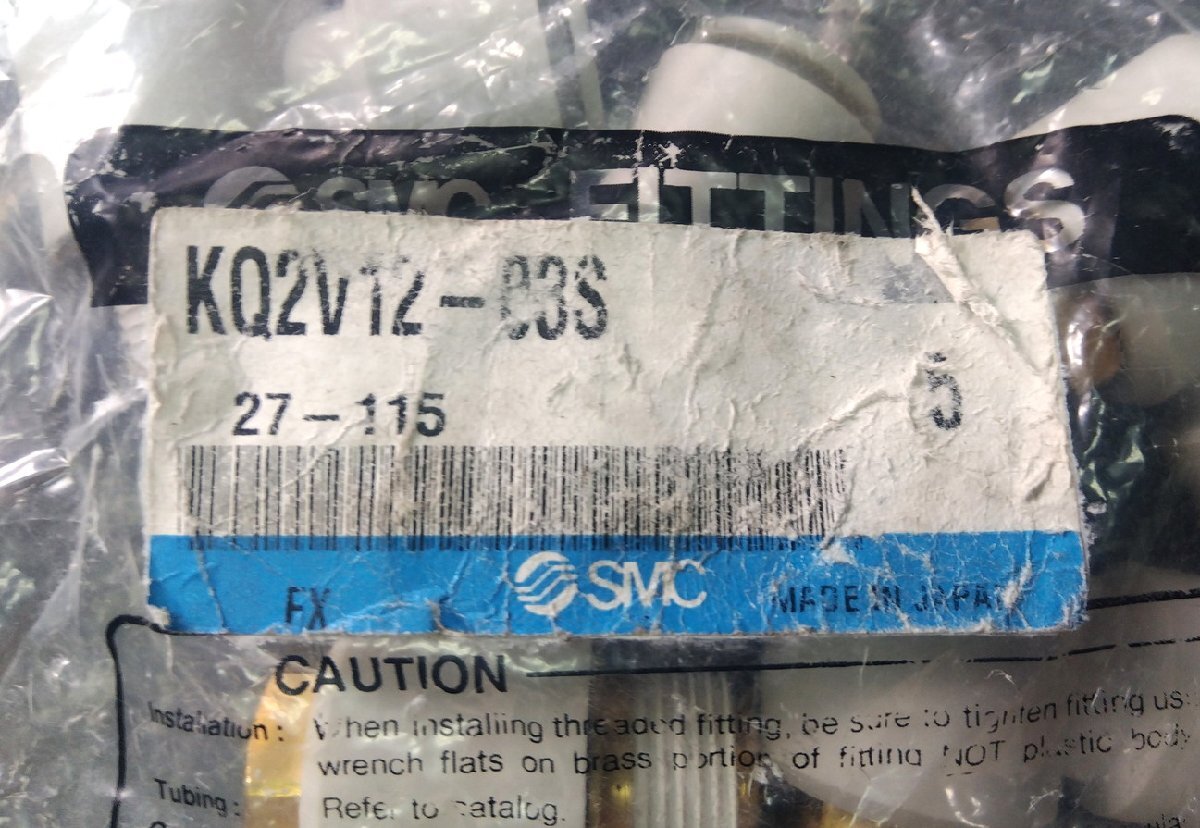 SMC FITTINGS
KQ2V12-03S
27-115
5
FX
SMC
MADE IN JAPAN
CAUTION
Installation : When installing threaded fitting, be sure to tighten fitting
wrench flats on brass portion of fitting NOT plastic body
Tubing : Refer to catalog.